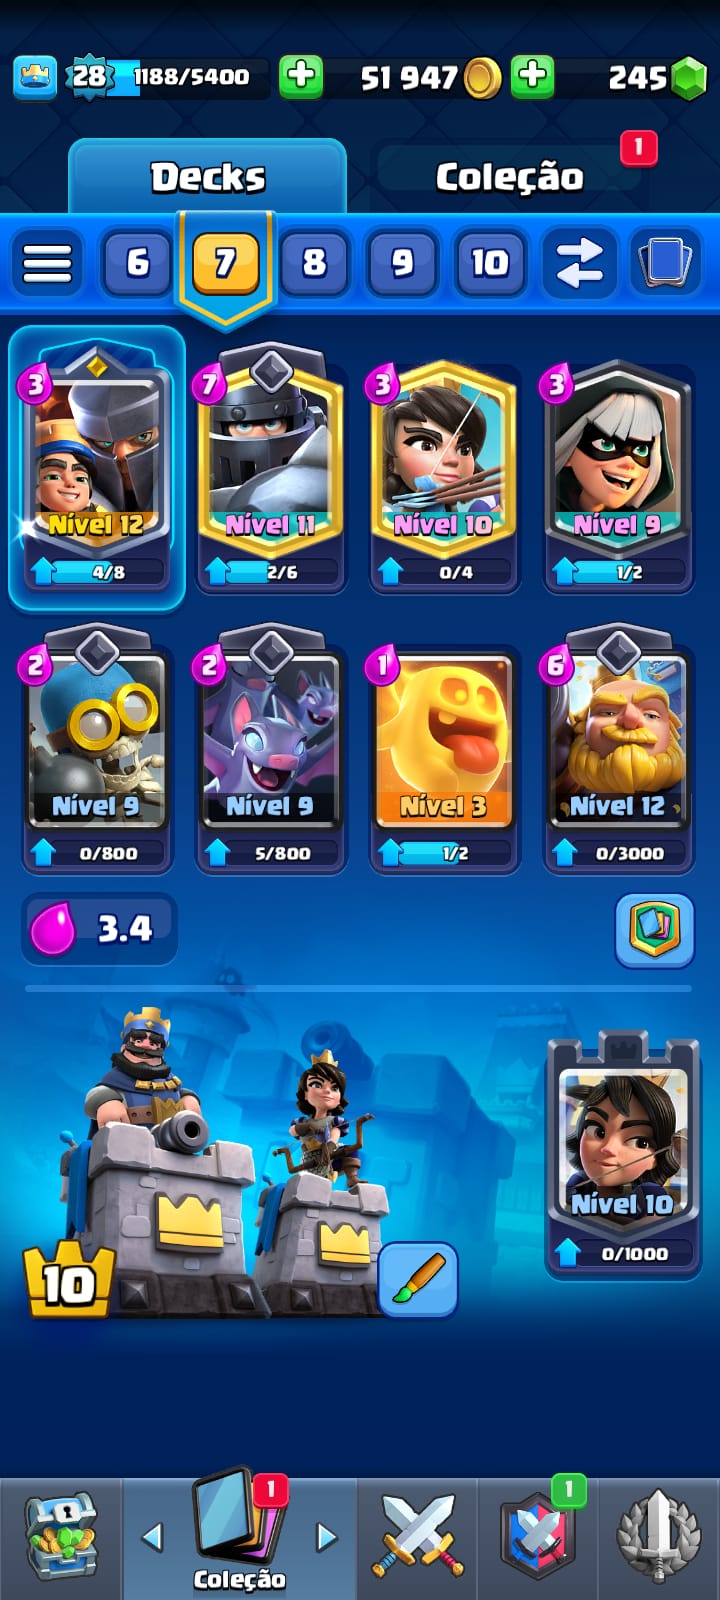 28 1188/5400 51 947 245
1
Decks Coleção
6 7 8 9 10
3 7 3 3
Nível 12 Nível 11 Nível 10 Nível 9
4/8 2/6 0/4 1/2
2 2 1 6
Nível 9 Nível 9 Nível 3 Nível 12
0/800 5/800 1/2 0/3000
3.4
Nível 10
0/1000
10
1 1
Coleção